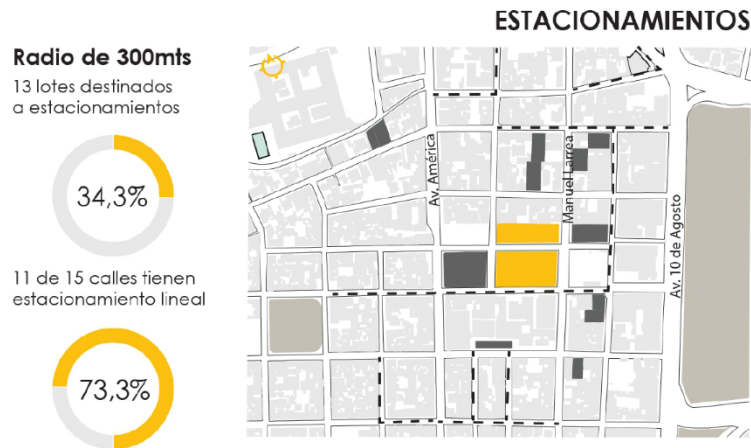 ESTACIONAMIENTOS
Radio de 300mts
13 lotes destinados
a estacionamientos
34,3%
11 de 15 calles tienen
estacionamiento lineal
73,3%
Av. América
Manuel Larrea
Av. 10 de Agosto